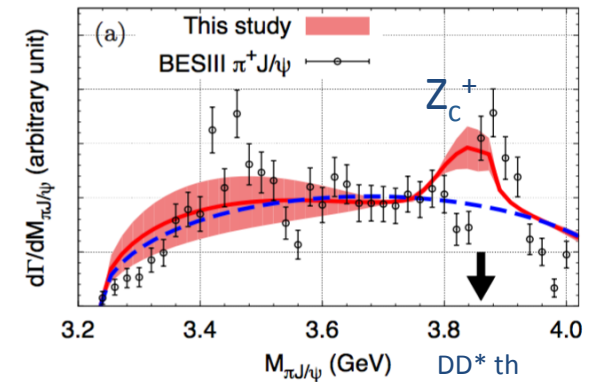 (a)
This study
BESIII π⁺J/ψ
Z_c⁺
dΓ/dM_πJ/ψ (arbitrary unit)
3.2 3.4 3.6 3.8 4.0
M_πJ/ψ (GeV)
DD* th